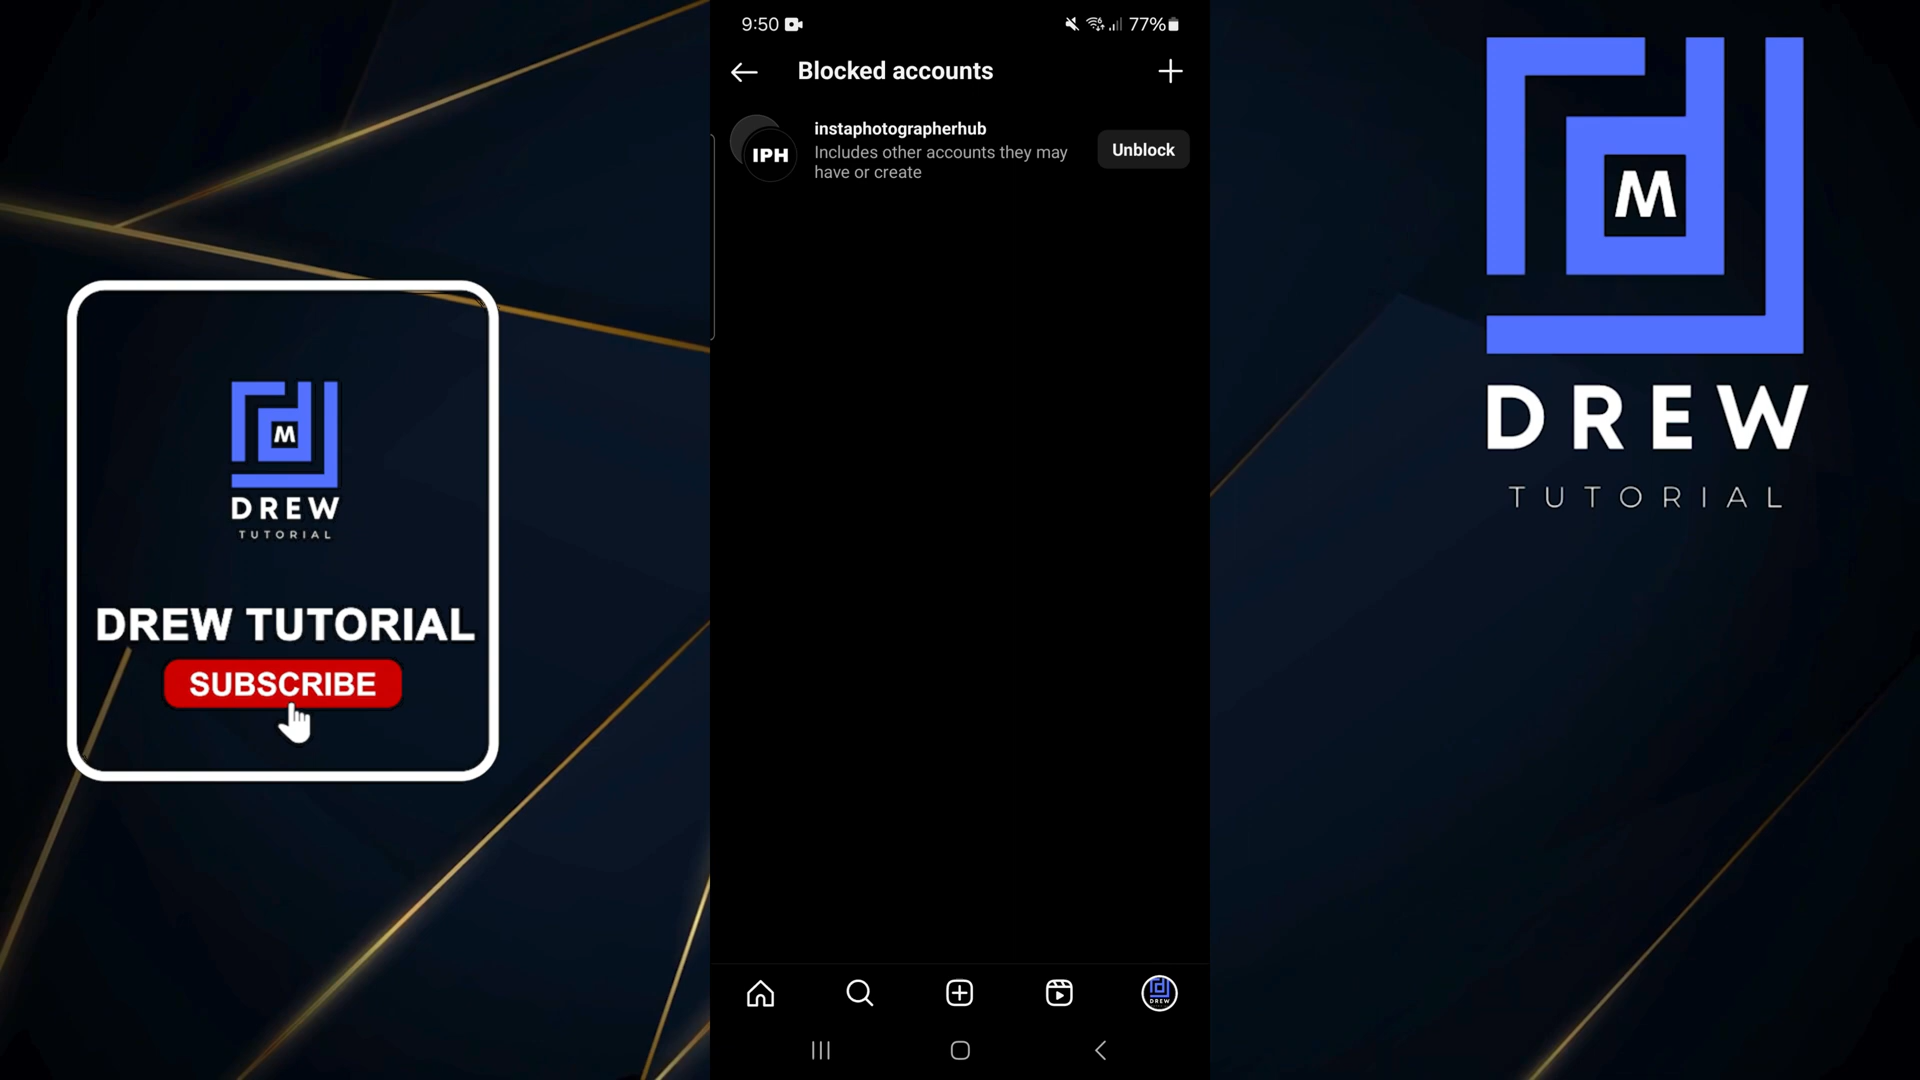 9:50
77%
Blocked accounts
instaphotographerhub
Includes other accounts they may
have or create
IPH
Unblock
M
DREW
TUTORIAL
DREW TUTORIAL
SUBSCRIBE
M
DREW
TUTORIAL
DREW